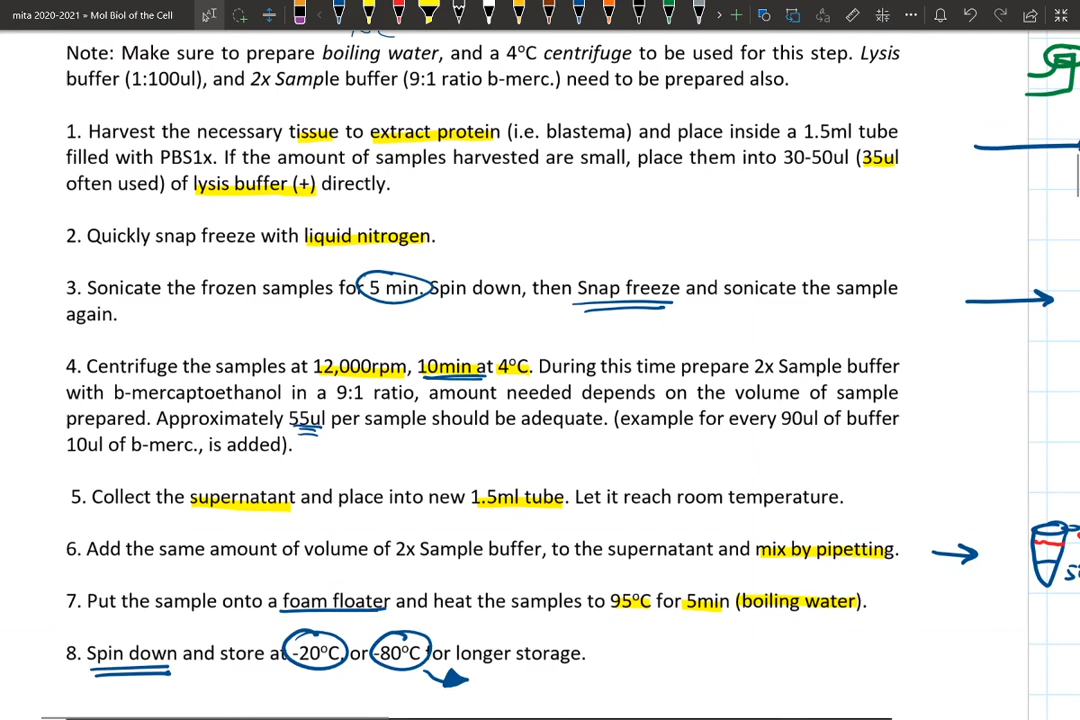 mita 2020-2021 » Mol Biol of the Cell
Note: Make sure to prepare boiling water, and a 4ºC centrifuge to be used for this step. Lysis
buffer (1:100ul), and 2x Sample buffer (9:1 ratio b-merc.) need to be prepared also.
1. Harvest the necessary tissue to extract protein (i.e. blastema) and place inside a 1.5ml tube
filled with PBS1x. If the amount of samples harvested are small, place them into 30-50ul (35ul
often used) of lysis buffer (+) directly.
2. Quickly snap freeze with liquid nitrogen.
3. Sonicate the frozen samples for 5 min. Spin down, then Snap freeze and sonicate the sample
again.
4. Centrifuge the samples at 12,000rpm, 10min at 4ºC. During this time prepare 2x Sample buffer
with b-mercaptoethanol in a 9:1 ratio, amount needed depends on the volume of sample
prepared. Approximately 55ul per sample should be adequate. (example for every 90ul of buffer
10ul of b-merc., is added).
5. Collect the supernatant and place into new 1.5ml tube. Let it reach room temperature.
6. Add the same amount of volume of 2x Sample buffer, to the supernatant and mix by pipetting.
7. Put the sample onto a foam floater and heat the samples to 95ºC for 5min (boiling water).
8. Spin down and store at -20ºC, or -80ºC for longer storage.